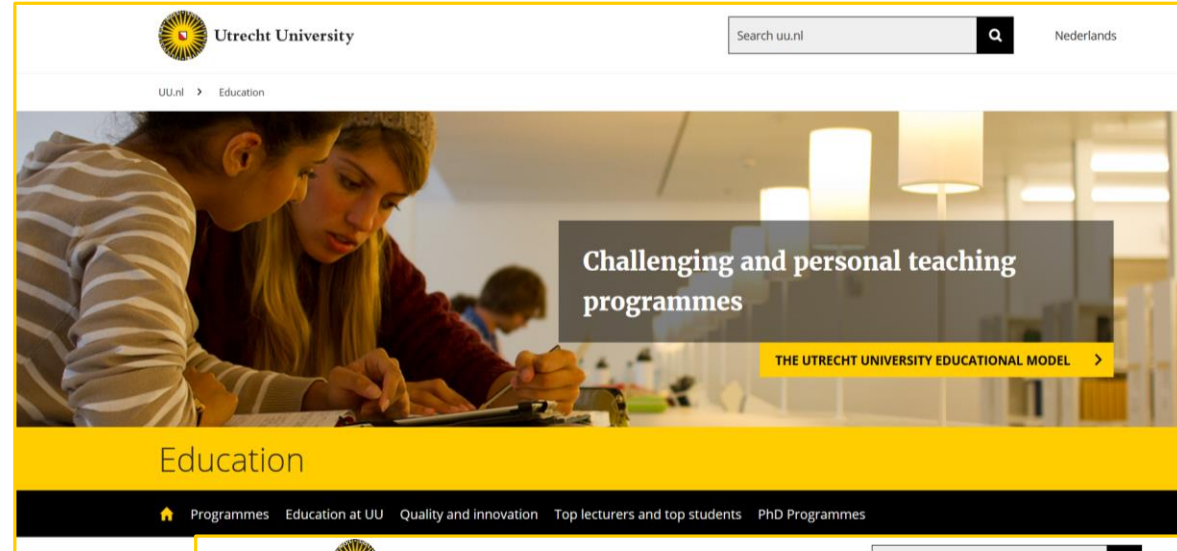 Utrecht University
Search uu.nl
Nederlands
UU.nl > Education
Challenging and personal teaching
programmes
THE UTRECHT UNIVERSITY EDUCATIONAL MODEL >
Education
Programmes Education at UU Quality and innovation Top lecturers and top students PhD Programmes